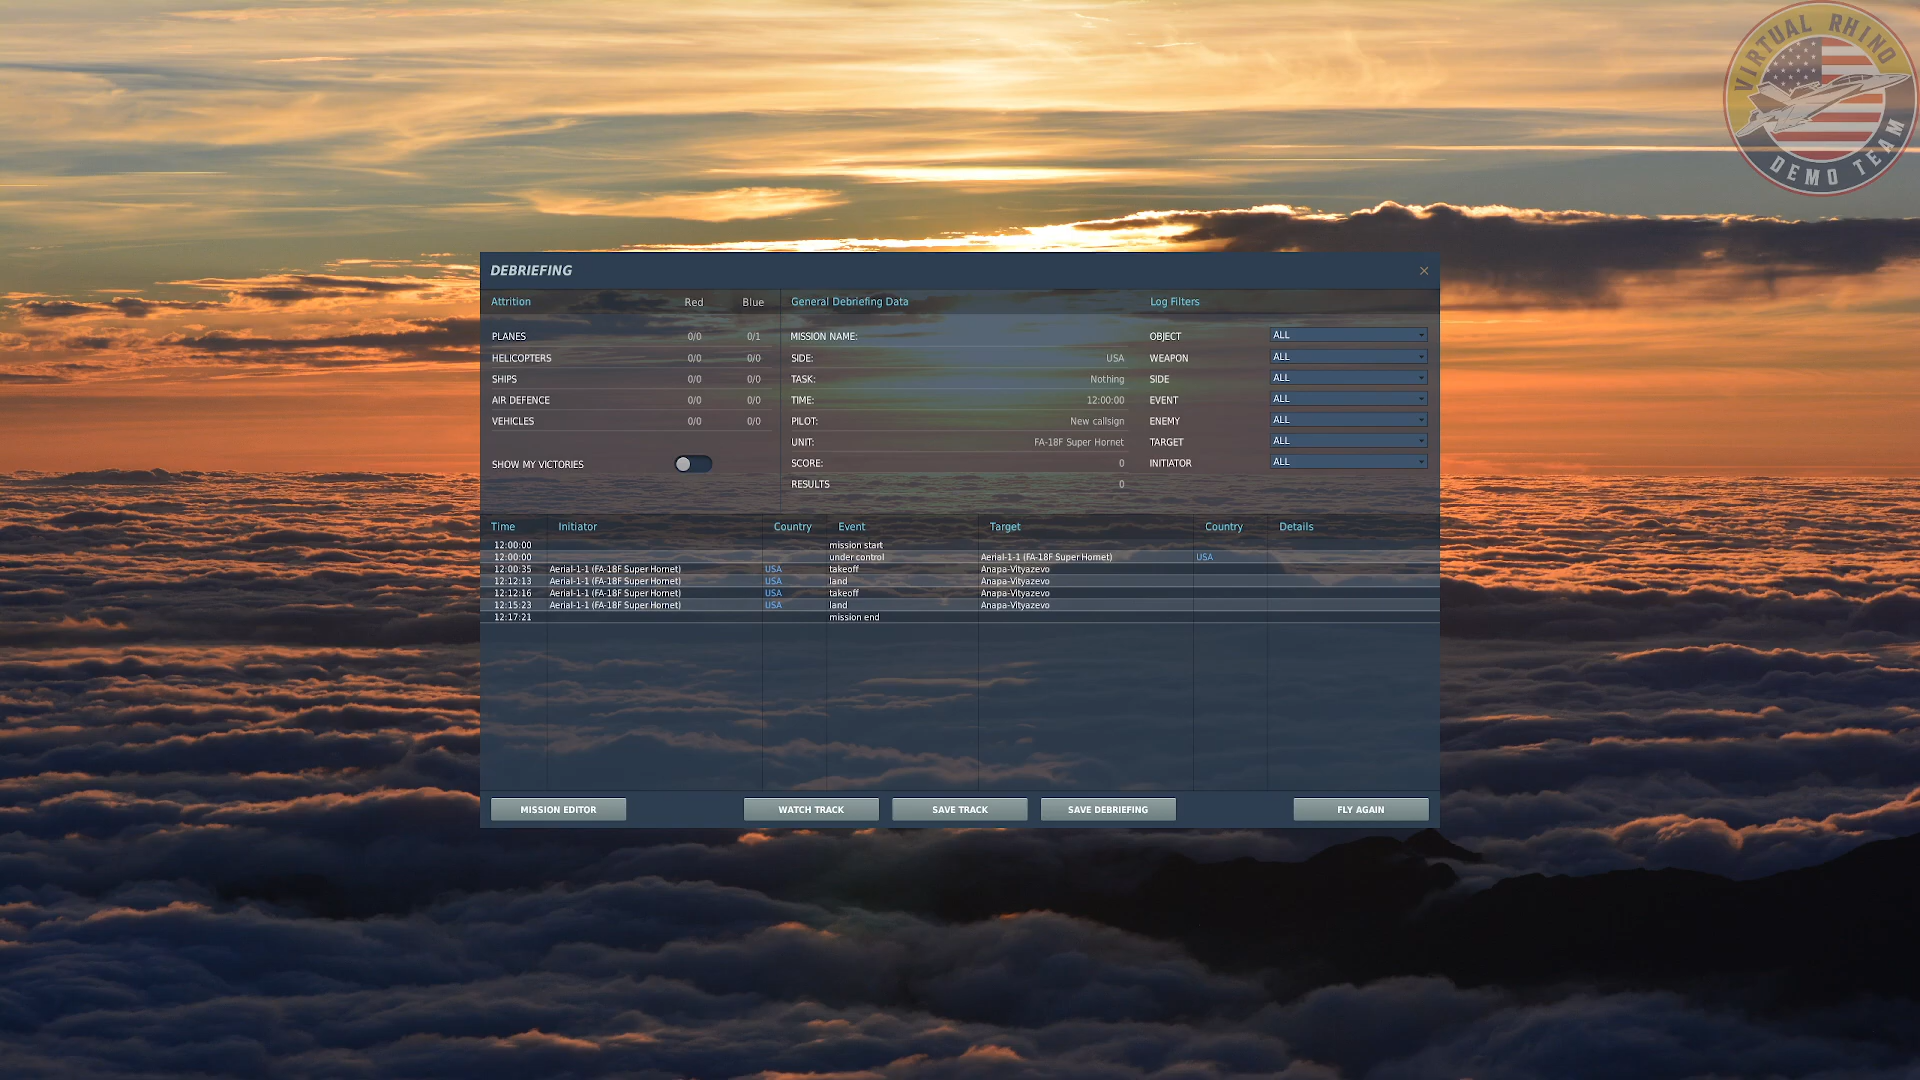 VIRTUAL RHINO
DEMO TEAM
DEBRIEFING
Attrition Red Blue
PLANES 0/0 0/1
HELICOPTERS 0/0 0/0
SHIPS 0/0 0/0
AIR DEFENCE 0/0 0/0
VEHICLES 0/0 0/0
SHOW MY VICTORIES
General Debriefing Data
MISSION NAME:
SIDE: USA
TASK: Nothing
TIME: 12:00:00
PILOT: New callsign
UNIT: FA-18F Super Hornet
SCORE: 0
RESULTS 0
Log Filters
OBJECT ALL
WEAPON ALL
SIDE ALL
EVENT ALL
ENEMY ALL
TARGET ALL
INITIATOR ALL
Time Initiator Country Event Target Country Details
12:00:00 mission start
12:00:00 under control Aerial-1-1 (FA-18F Super Hornet) USA
12:00:35 Aerial-1-1 (FA-18F Super Hornet) USA takeoff Anapa-Vityazevo
12:12:13 Aerial-1-1 (FA-18F Super Hornet) USA land Anapa-Vityazevo
12:12:16 Aerial-1-1 (FA-18F Super Hornet) USA takeoff Anapa-Vityazevo
12:15:23 Aerial-1-1 (FA-18F Super Hornet) USA land Anapa-Vityazevo
12:17:21 mission end
MISSION EDITOR WATCH TRACK SAVE TRACK SAVE DEBRIEFING FLY AGAIN